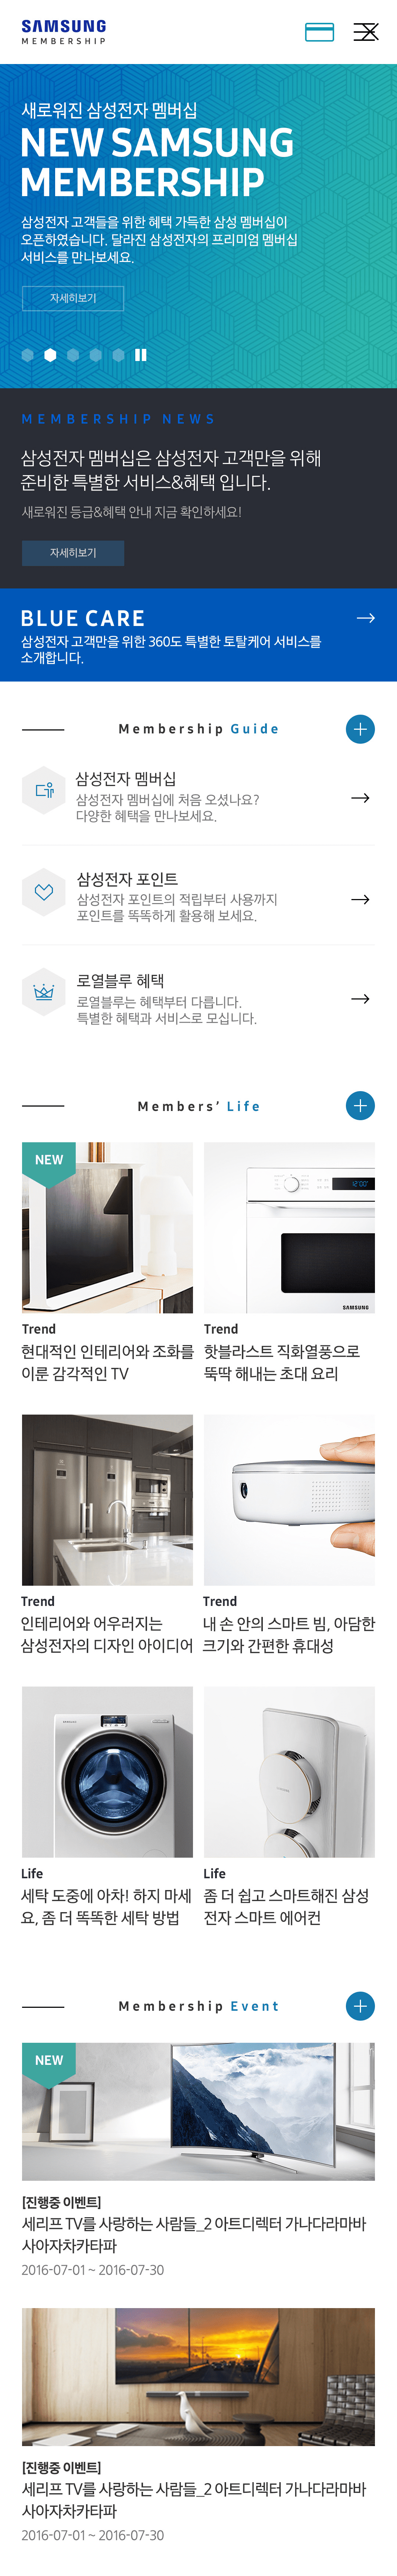 SAMSUNG
MEMBERSHIP
새로워진 삼성전자 멤버십
NEW SAMSUNG
MEMBERSHIP
삼성전자 고객들을 위한 혜택 가득한 삼성 멤버십이
오픈하였습니다. 달라진 삼성전자의 프리미엄 멤버십
서비스를 만나보세요.
자세히보기
MEMBERSHIP NEWS
삼성전자 멤버십은 삼성전자 고객만을 위해
준비한 특별한 서비스&혜택 입니다.
새로워진 등급&혜택 안내 지금 확인하세요!
자세히보기
BLUE CARE
삼성전자 고객만을 위한 360도 특별한 토탈케어 서비스를
소개합니다.
Membership Guide
삼성전자 멤버십
삼성전자 멤버십에 처음 오셨나요?
다양한 혜택을 만나보세요.
삼성전자 포인트
삼성전자 포인트의 적립부터 사용까지
포인트를 똑똑하게 활용해 보세요.
로열블루 혜택
로열블루는 혜택부터 다릅니다.
특별한 혜택과 서비스로 모십니다.
Members’ Life
NEW
12:00
SAMSUNG
Trend
현대적인 인테리어와 조화를
이룬 감각적인 TV
Trend
핫블라스트 직화열풍으로
뚝딱 해내는 초대 요리
Trend
인테리어와 어우러지는
삼성전자의 디자인 아이디어
Trend
내 손 안의 스마트 빔, 아담한
크기와 간편한 휴대성
Life
세탁 도중에 아차! 하지 마세
요, 좀 더 똑똑한 세탁 방법
Life
좀 더 쉽고 스마트해진 삼성
전자 스마트 에어컨
Membership Event
NEW
[진행중 이벤트]
세리프 TV를 사랑하는 사람들_2 아트디렉터 가나다라마바
사아자차카타파
2016-07-01 ~ 2016-07-30
[진행중 이벤트]
세리프 TV를 사랑하는 사람들_2 아트디렉터 가나다라마바
사아자차카타파
2016-07-01 ~ 2016-07-30